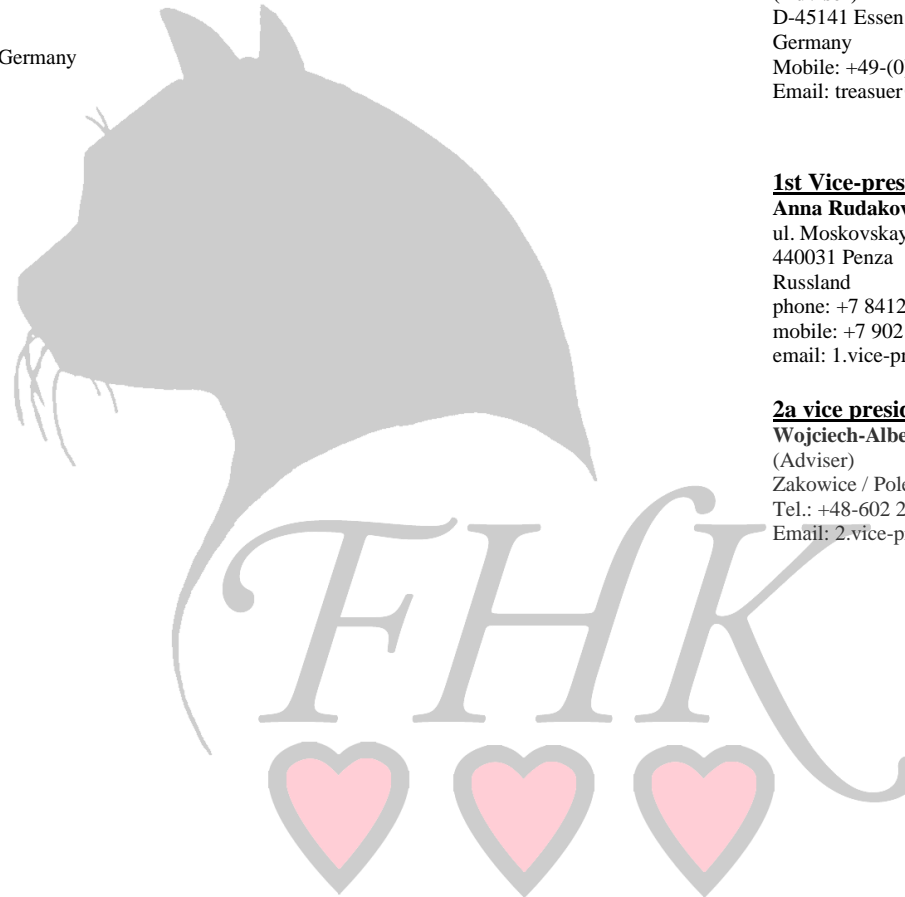 Germany
D-45141 Essen
Germany
Mobile: +49-(0
Email: treasuer
1st Vice-pres
Anna Rudakov
ul. Moskovskay
440031 Penza
Russland
phone: +7 8412
mobile: +7 902
email: 1.vice-pr
2a vice presid
Wojciech-Albe
(Adviser)
Zakowice / Pole
Tel.: +48-602 2
Email: 2.vice-p
FHK